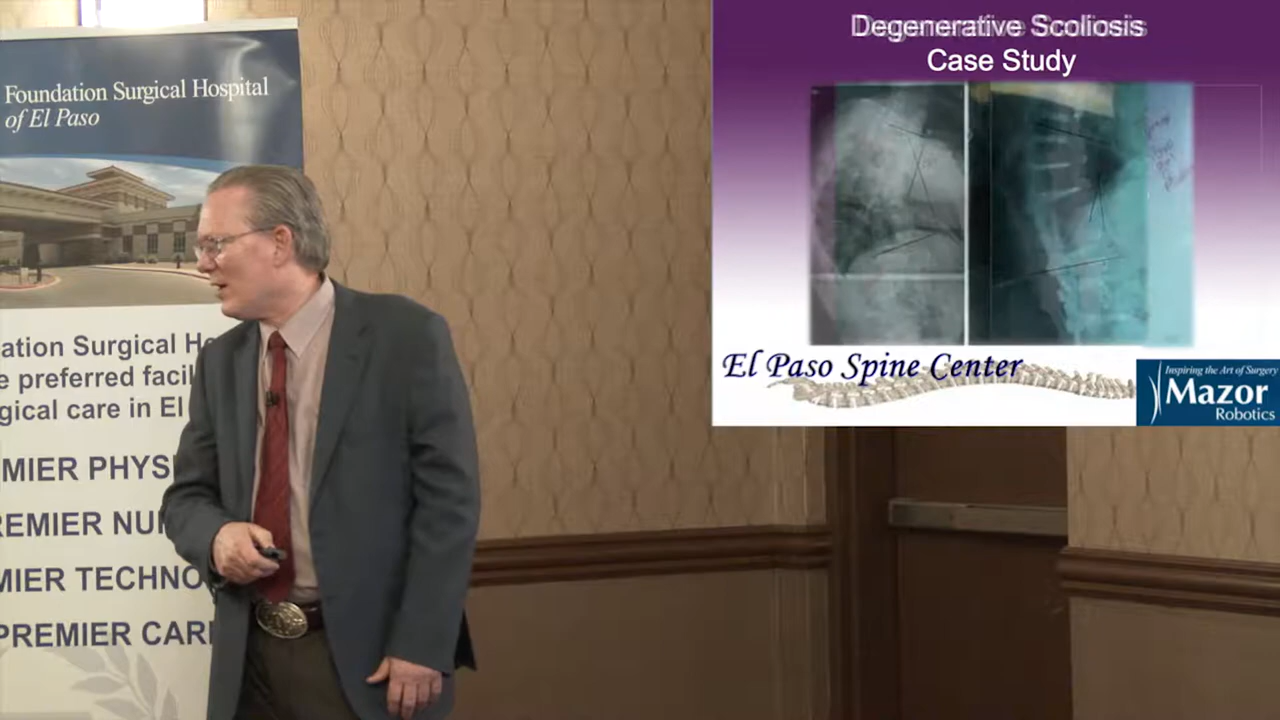 Foundation Surgical Hospital
of El Paso
ation Surgical H
e preferred facil
gical care in El
MIER PHYS
REMIER NU
MIER TECHNO
PREMIER CAR
Degenerative Scoliosis
Case Study
El Paso Spine Center
Inspiring the Art of Surgery
Mazor
Robotics